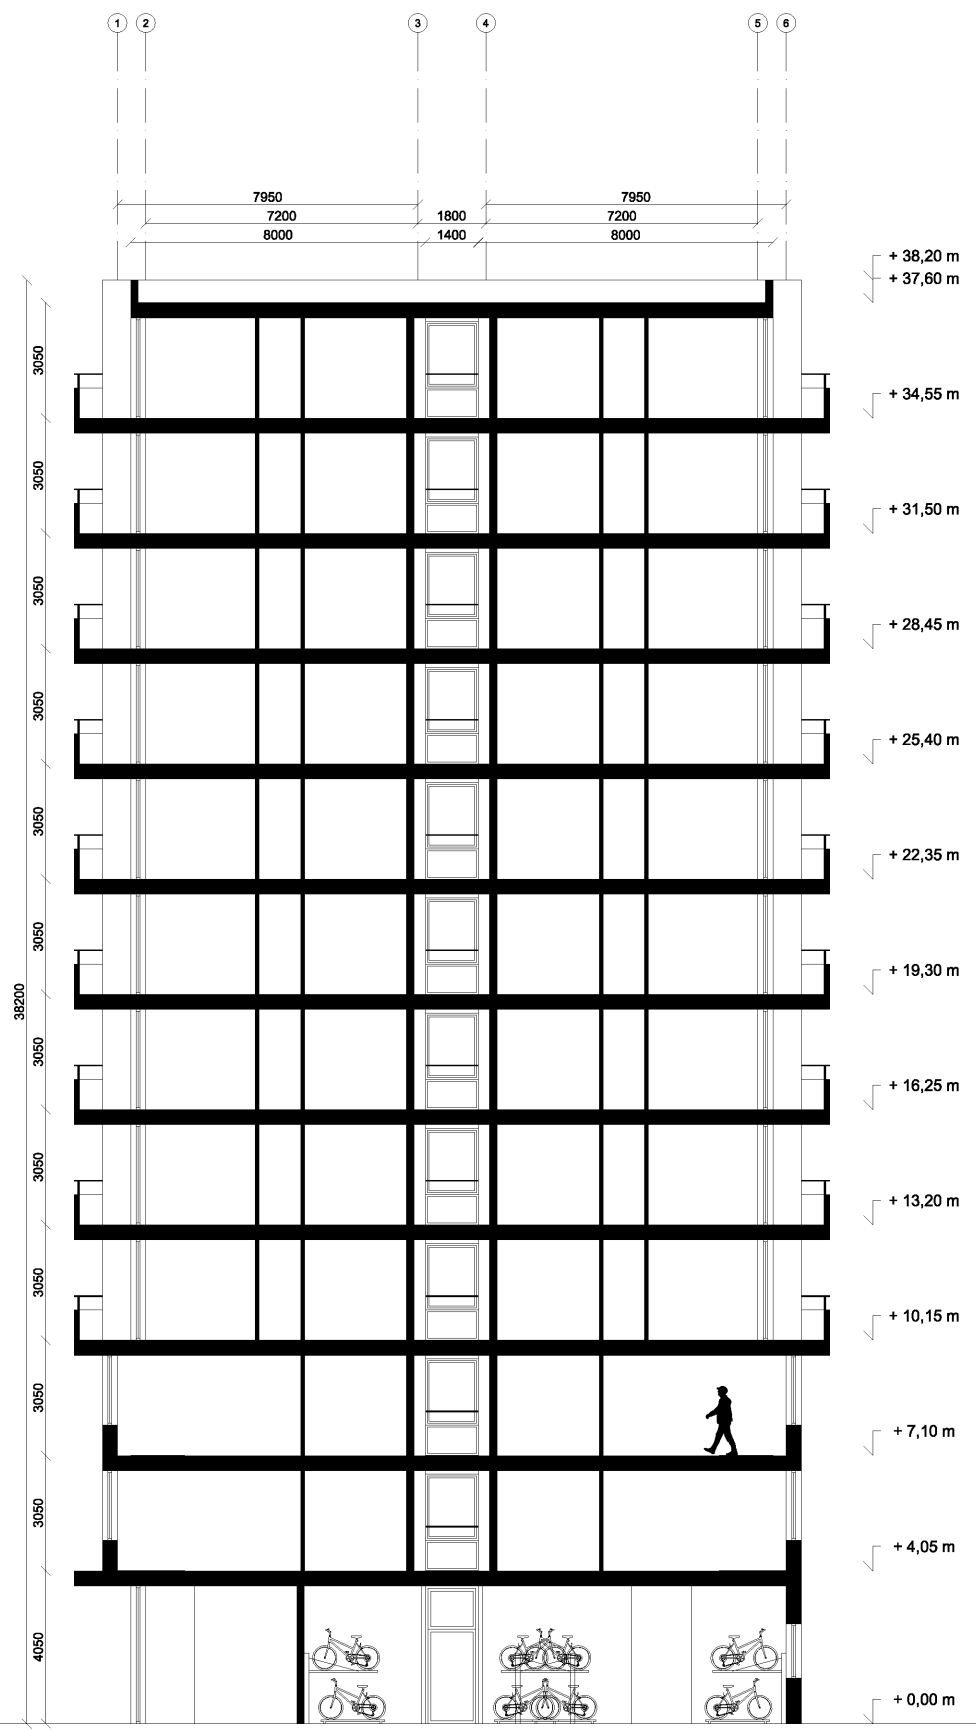 1 2 3 4 5 6
7950 7950
7200 1800 7200
8000 1400 8000
+ 38,20 m
+ 37,60 m
3050
+ 34,55 m
3050
+ 31,50 m
3050
+ 28,45 m
3050
+ 25,40 m
3050
+ 22,35 m
3050
+ 19,30 m
38200
3050
+ 16,25 m
3050
+ 13,20 m
3050
+ 10,15 m
3050
+ 7,10 m
3050
+ 4,05 m
4050
+ 0,00 m